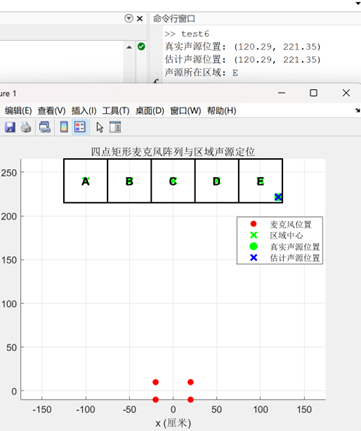 命令行窗口
>> test6
真实声源位置: (120.29, 221.35)
估计声源位置: (120.29, 221.35)
声源所在区域: E
ure 1
编辑(E) 查看(V) 插入(I) 工具(T) 桌面(D) 窗口(W) 帮助(H)
四点矩形麦克风阵列与区域声源定位
250
A B C D E
200
麦克风位置
区域中心
真实声源位置
估计声源位置
150
100
50
0
-150 -100 -50 0 50 100 150
x (厘米)